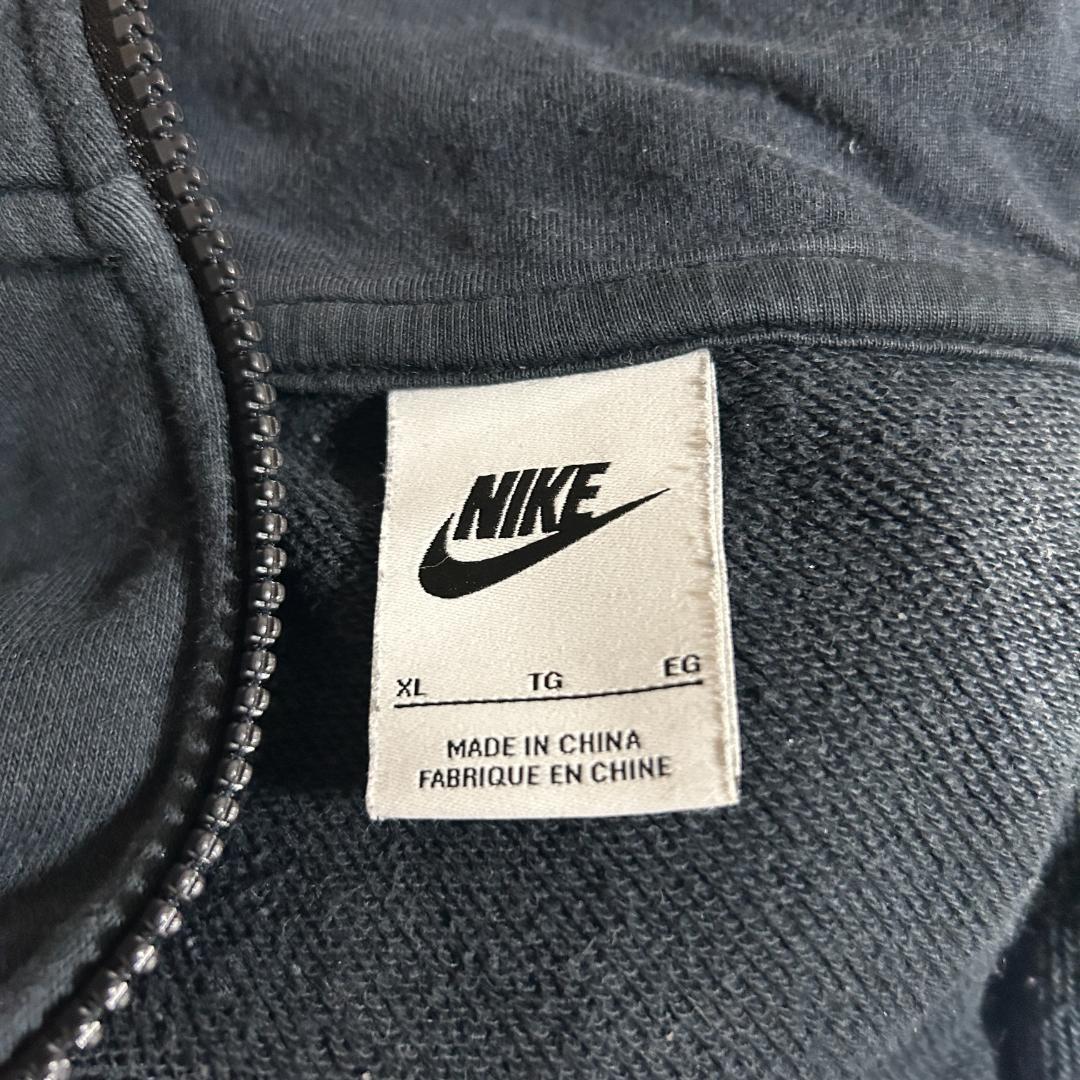 NIKE
XL TG EG
MADE IN CHINA
FABRIQUE EN CHINE